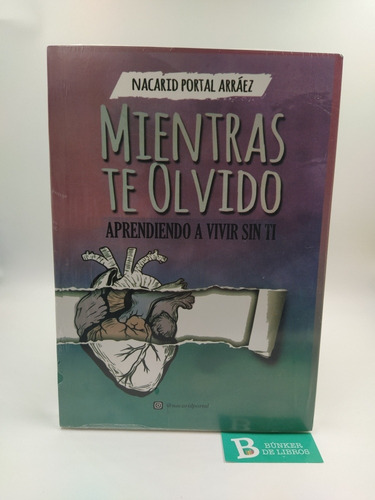 NACARID PORTAL ARRÁEZ
MIENTRAS
TE OLVIDO
APRENDIENDO A VIVIR SIN TI
B
BÚNKER
DE LIBROS